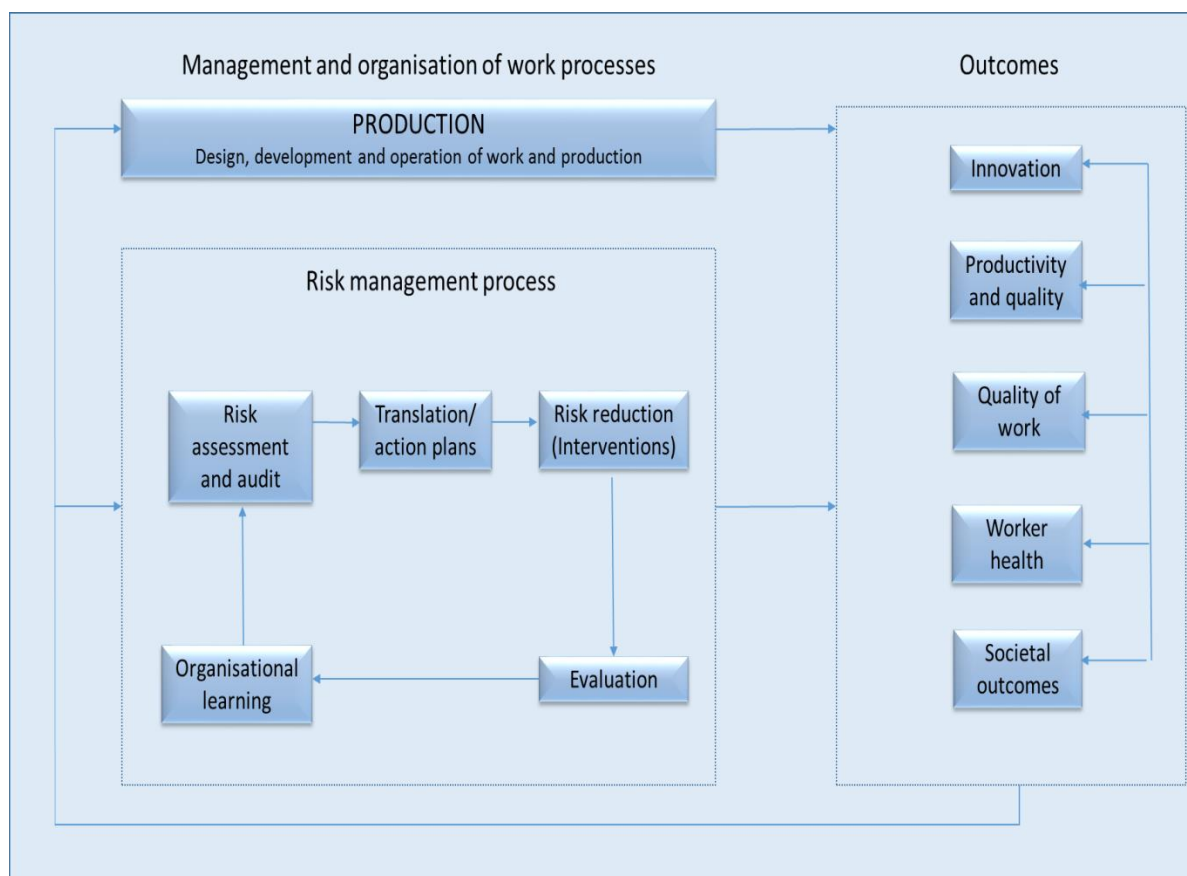 Management and organisation of work processes
Outcomes
PRODUCTION
Design, development and operation of work and production
Innovation
Productivity
and quality
Risk management process
Risk
assessment
and audit
Translation/
action plans
Risk reduction
(Interventions)
Quality of
work
Worker
health
Organisational
learning
Evaluation
Societal
outcomes